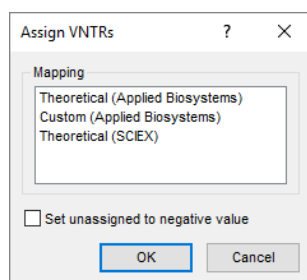 Assign VNTRs ?
Mapping
Theoretical (Applied Biosystems)
Custom (Applied Biosystems)
Theoretical (SCIEX)
Set unassigned to negative value
OK Cancel